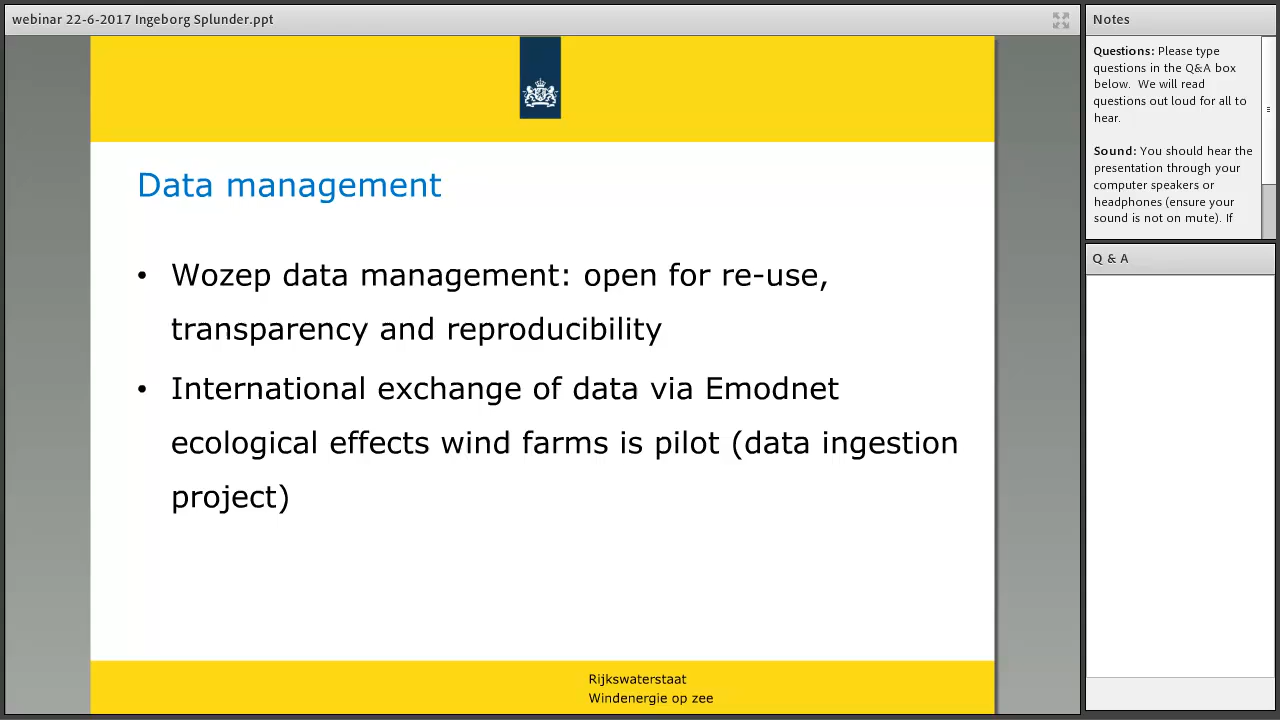 webinar 22-6-2017 Ingeborg Splunder.ppt
Data management
• Wozep data management: open for re-use,
transparency and reproducibility
• International exchange of data via Emodnet
ecological effects wind farms is pilot (data ingestion
project)
Rijkswaterstaat
Windenergie op zee
Notes
Questions: Please type
questions in the Q&A box
below. We will read
questions out loud for all to
hear.
Sound: You should hear the
presentation through your
computer speakers or
headphones (ensure your
sound is not on mute). If
Q & A